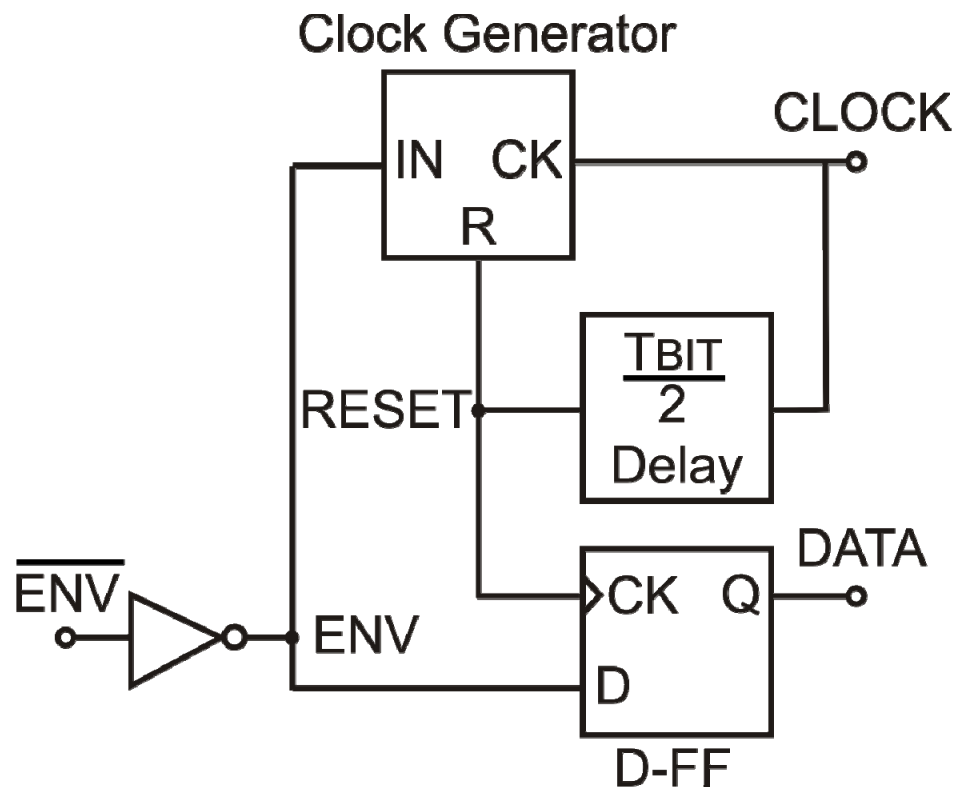 Clock Generator
CLOCK
IN CK
R
TBIT
2
Delay
RESET
DATA
ENV
CK Q
ENV
D
D-FF